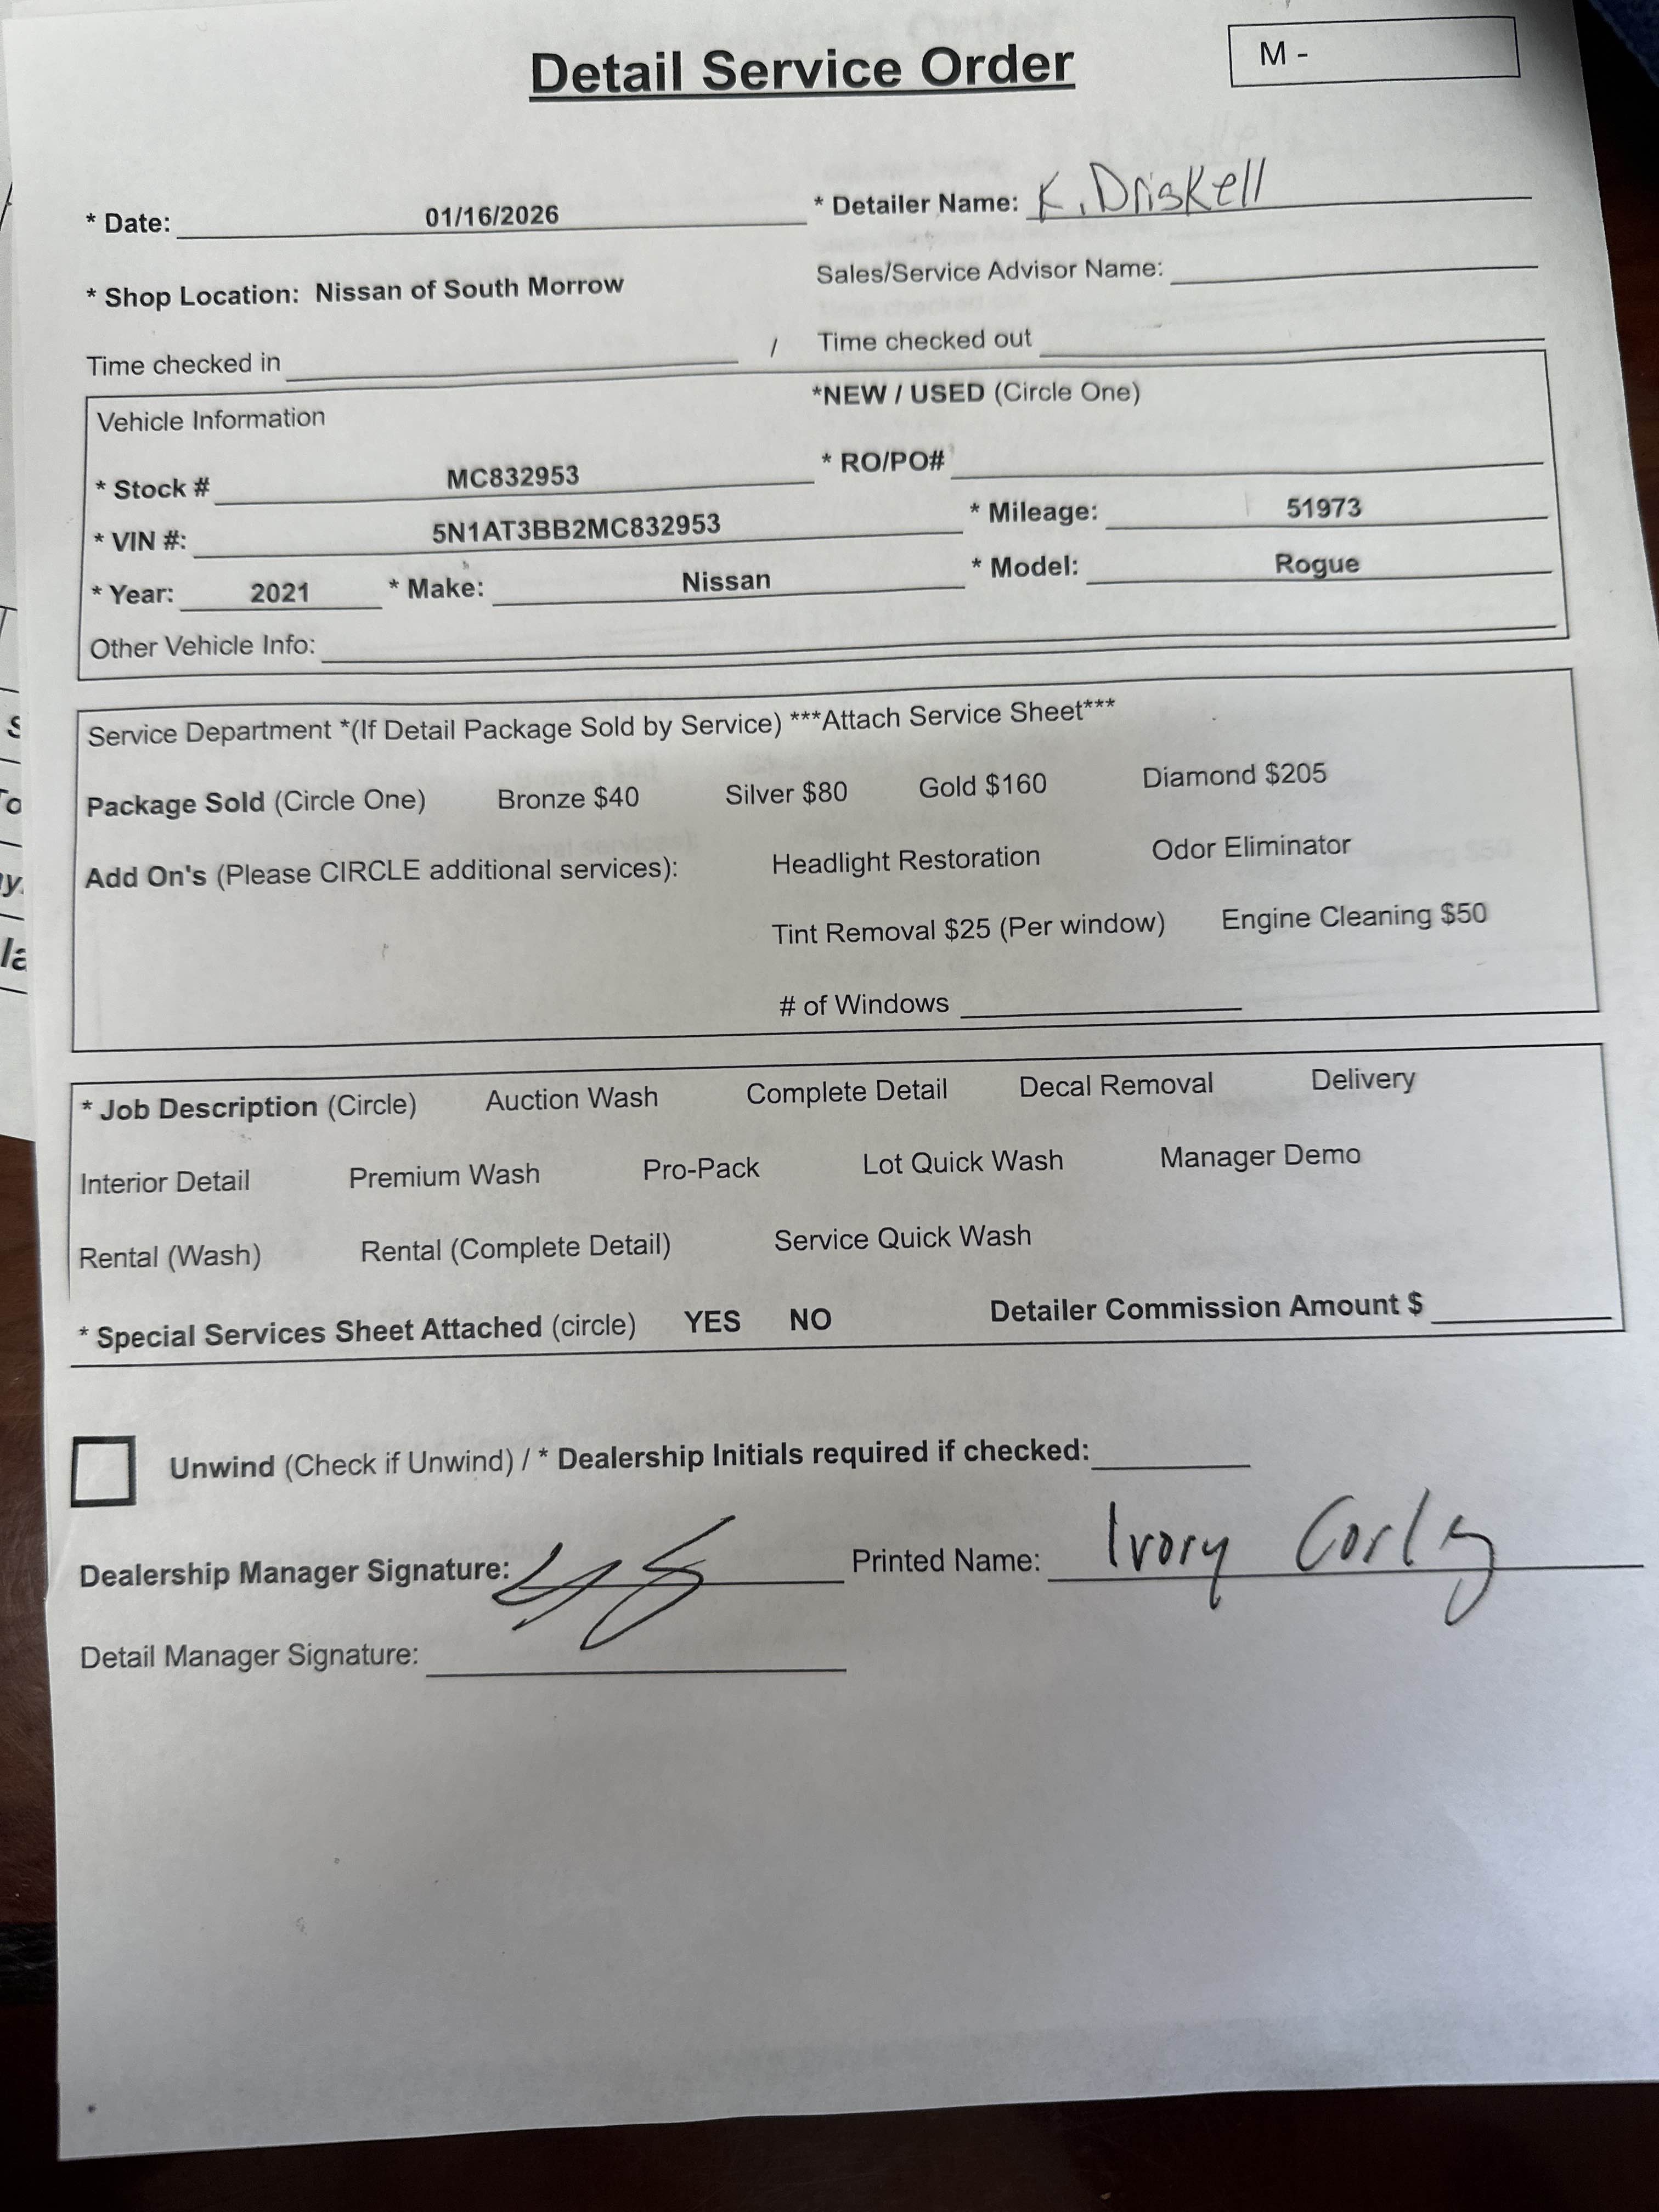 Detail Service Order
M -
* Date: 01/16/2026 * Detailer Name: K. Driskell
* Shop Location: Nissan of South Morrow Sales/Service Advisor Name:
Time checked in / Time checked out
Vehicle Information *NEW / USED (Circle One)
* Stock # MC832953 * RO/PO#
* VIN #: 5N1AT3BB2MC832953 * Mileage: 51973
* Year: 2021 * Make: Nissan * Model: Rogue
Other Vehicle Info:
Service Department *(If Detail Package Sold by Service) ***Attach Service Sheet***
Package Sold (Circle One) Bronze $40 Silver $80 Gold $160 Diamond $205
Add On's (Please CIRCLE additional services): Headlight Restoration Odor Eliminator
Tint Removal $25 (Per window) Engine Cleaning $50
# of Windows
* Job Description (Circle) Auction Wash Complete Detail Decal Removal Delivery
Interior Detail Premium Wash Pro-Pack Lot Quick Wash Manager Demo
Rental (Wash) Rental (Complete Detail) Service Quick Wash
* Special Services Sheet Attached (circle) YES NO Detailer Commission Amount $
Unwind (Check if Unwind) / * Dealership Initials required if checked:
Dealership Manager Signature: Printed Name: Ivory Corly
Detail Manager Signature: